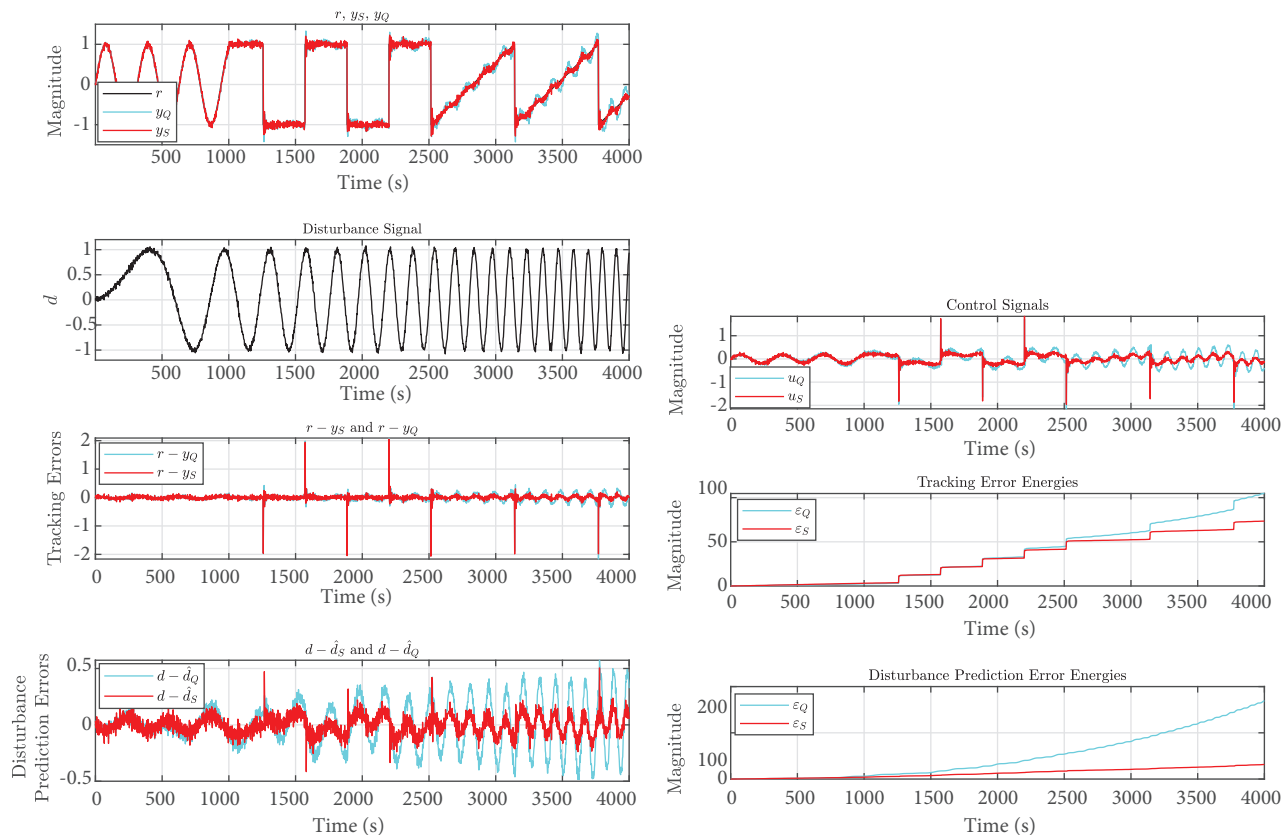 r, y_S, y_Q
Magnitude
1
0
-1
r
y_Q
y_S
0 500 1000 1500 2000 2500 3000 3500 4000
Time (s)
Disturbance Signal
d
1
0.5
0
-0.5
-1
0 500 1000 1500 2000 2500 3000 3500 4000
Time (s)
r − y_S and r − y_Q
Tracking Errors
2
1
0
-1
-2
r − y_Q
r − y_S
0 500 1000 1500 2000 2500 3000 3500 4000
Time (s)
d − d̂_S and d − d̂_Q
Disturbance
Prediction Errors
0.5
0
-0.5
d − d̂_Q
d − d̂_S
0 500 1000 1500 2000 2500 3000 3500 4000
Time (s)
Control Signals
Magnitude
1
0
-1
-2
u_Q
u_S
0 500 1000 1500 2000 2500 3000 3500 4000
Time (s)
Tracking Error Energies
Magnitude
100
50
0
ε_Q
ε_S
0 500 1000 1500 2000 2500 3000 3500 4000
Time (s)
Disturbance Prediction Error Energies
Magnitude
200
100
0
ε_Q
ε_S
0 500 1000 1500 2000 2500 3000 3500 4000
Time (s)